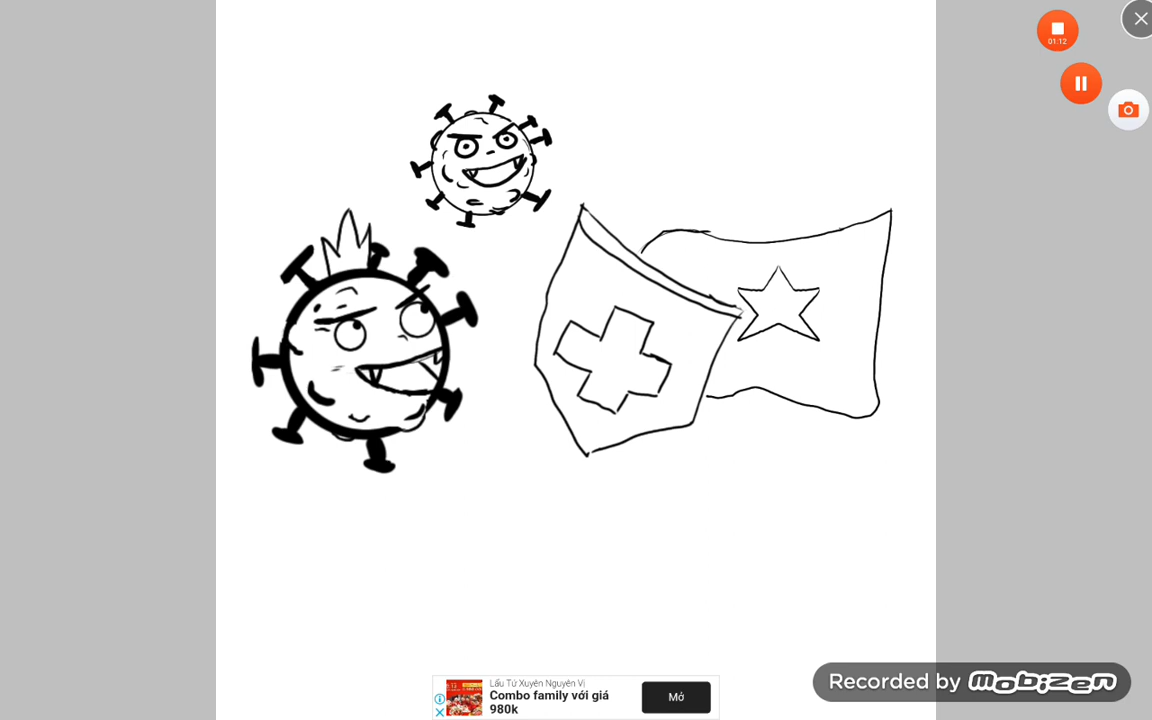 01:12
Lẩu Tứ Xuyên Nguyên Vị
Combo family với giá
980k
Mở
Recorded by mobizen